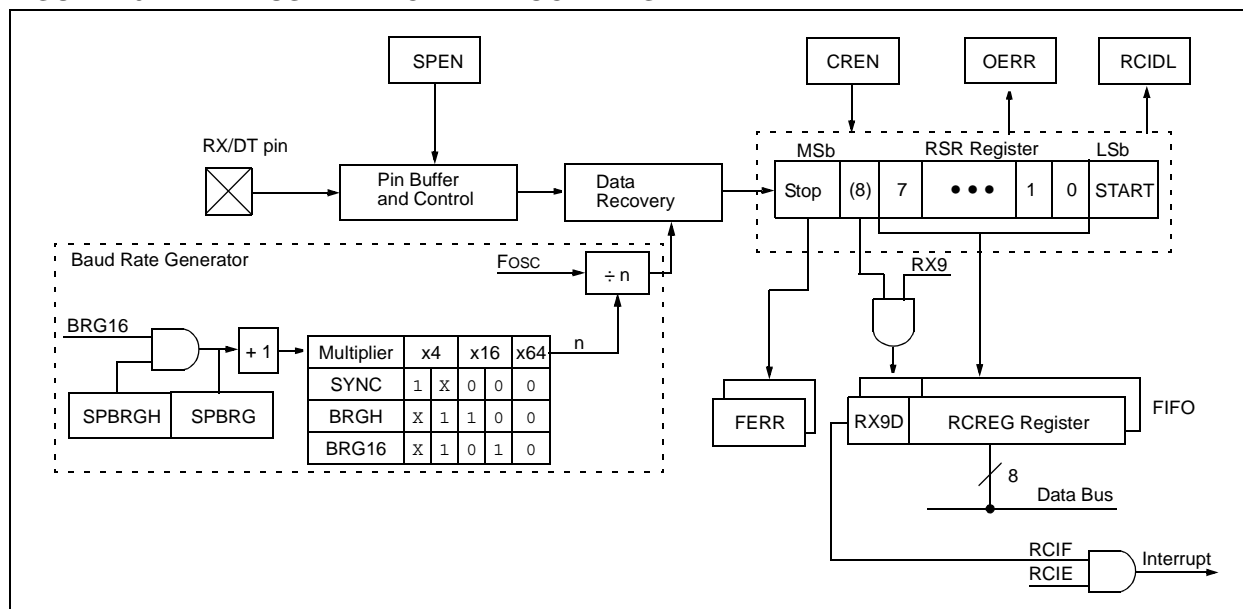 SPEN
CREN
OERR
RCIDL
RX/DT pin
MSb
RSR Register
LSb
Pin Buffer
and Control
Data
Recovery
Stop (8) 7 • • • 1 0 START
Baud Rate Generator
FOSC
÷ n
RX9
BRG16
+ 1
n
Multiplier x4 x16 x64
SYNC 1 X 0 0 0
BRGH X 1 1 0 0
BRG16 X 1 0 1 0
SPBRGH SPBRG
FERR
RX9D RCREG Register
FIFO
8
Data Bus
RCIF
RCIE
Interrupt